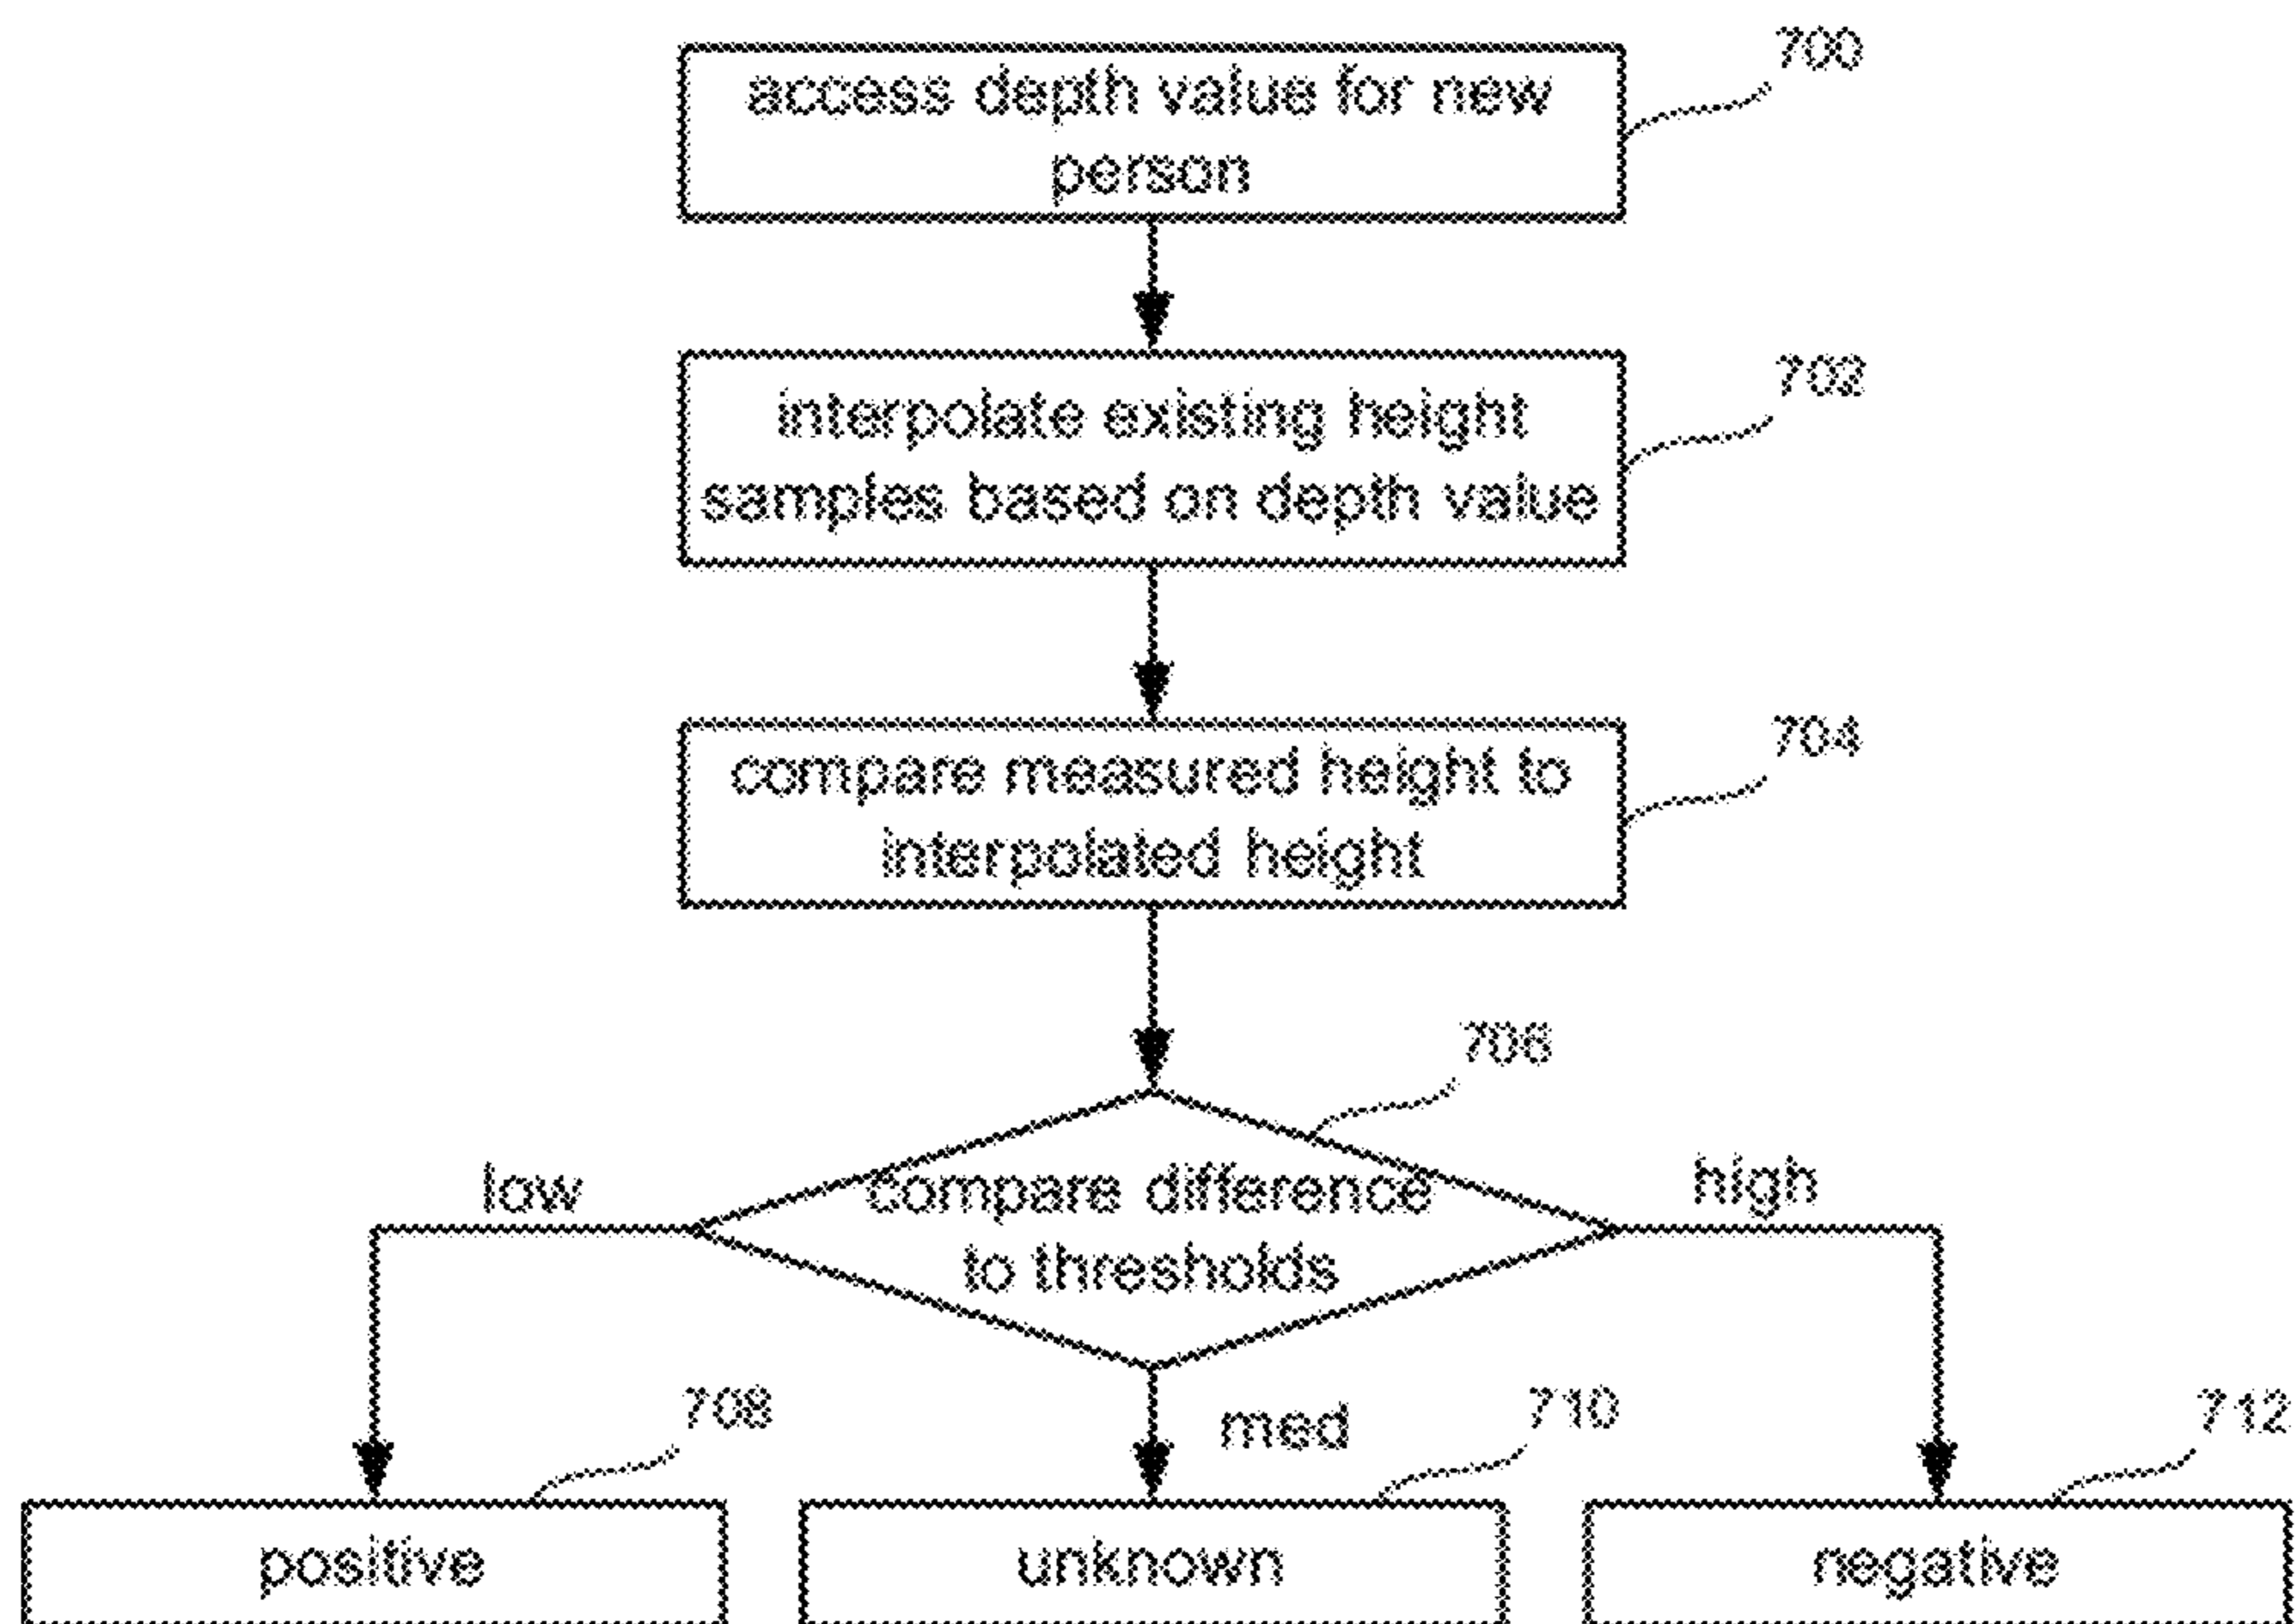 700
access depth value for new
person
702
interpolate existing height
samples based on depth value
704
compare measured height to
interpolated height
706
low
compare difference
to thresholds
high
708
med
710
712
positive
unknown
negative